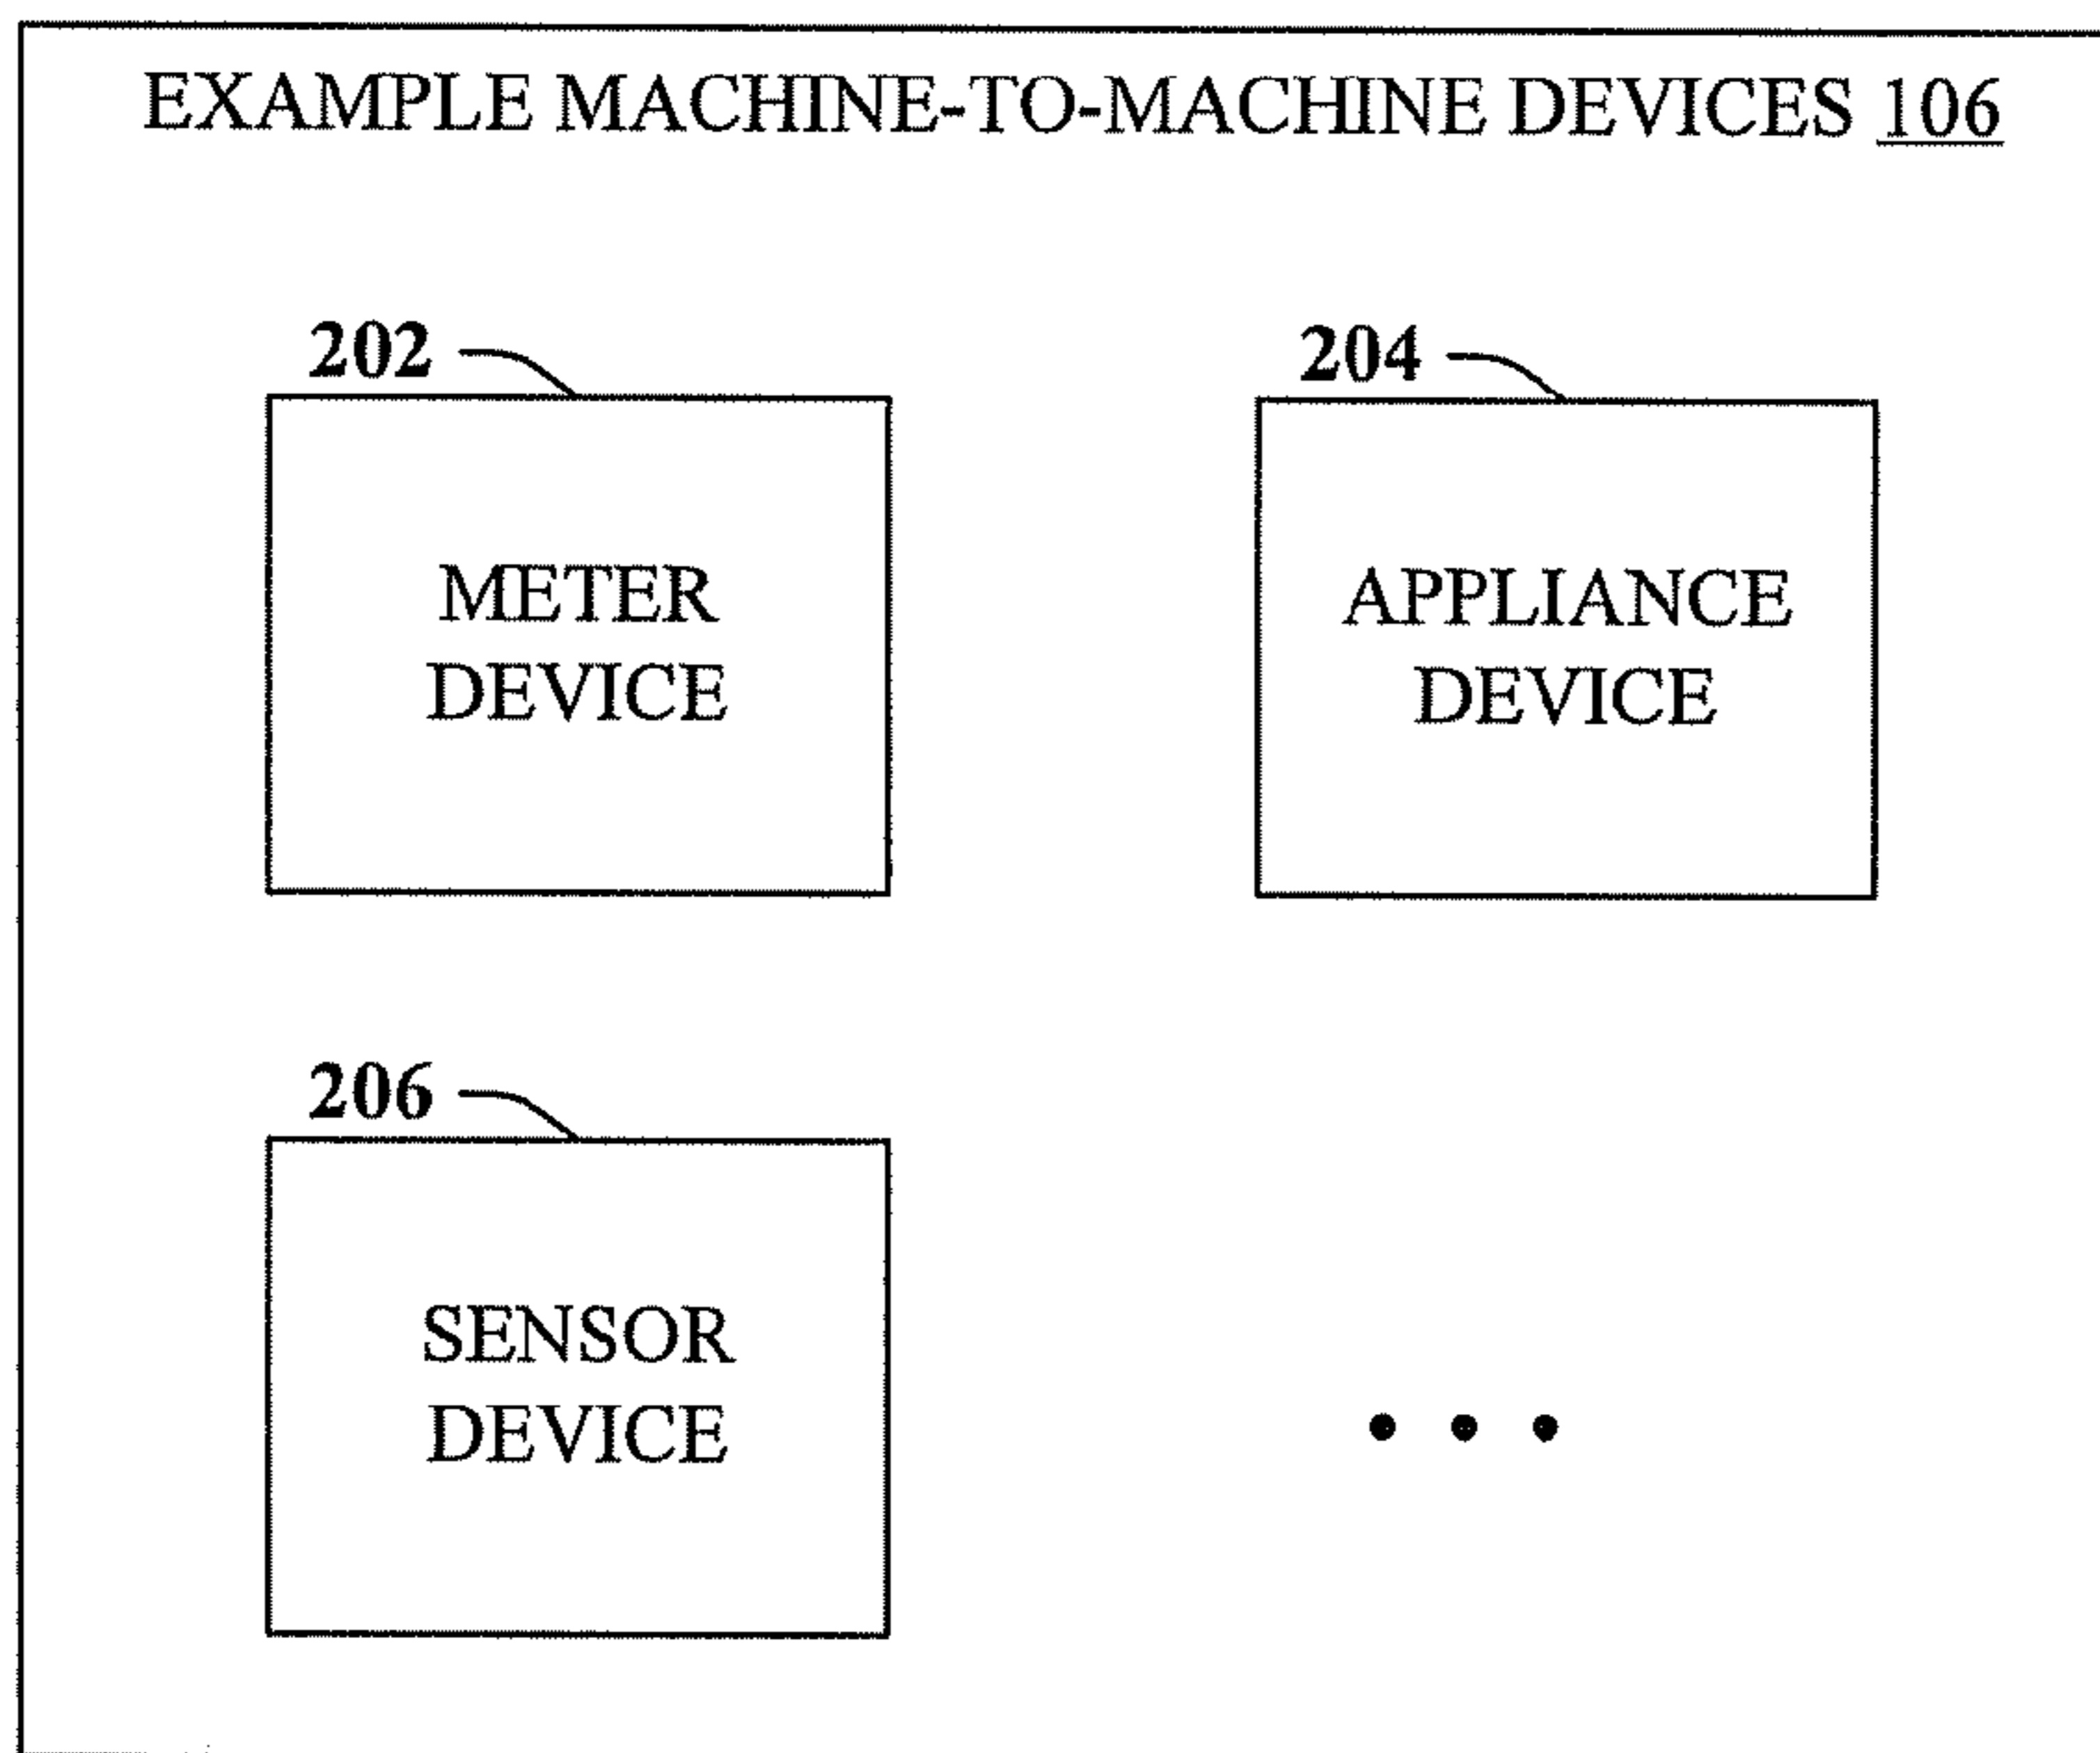 EXAMPLE MACHINE-TO-MACHINE DEVICES 106
202
METER
DEVICE
204
APPLIANCE
DEVICE
206
SENSOR
DEVICE
• • •